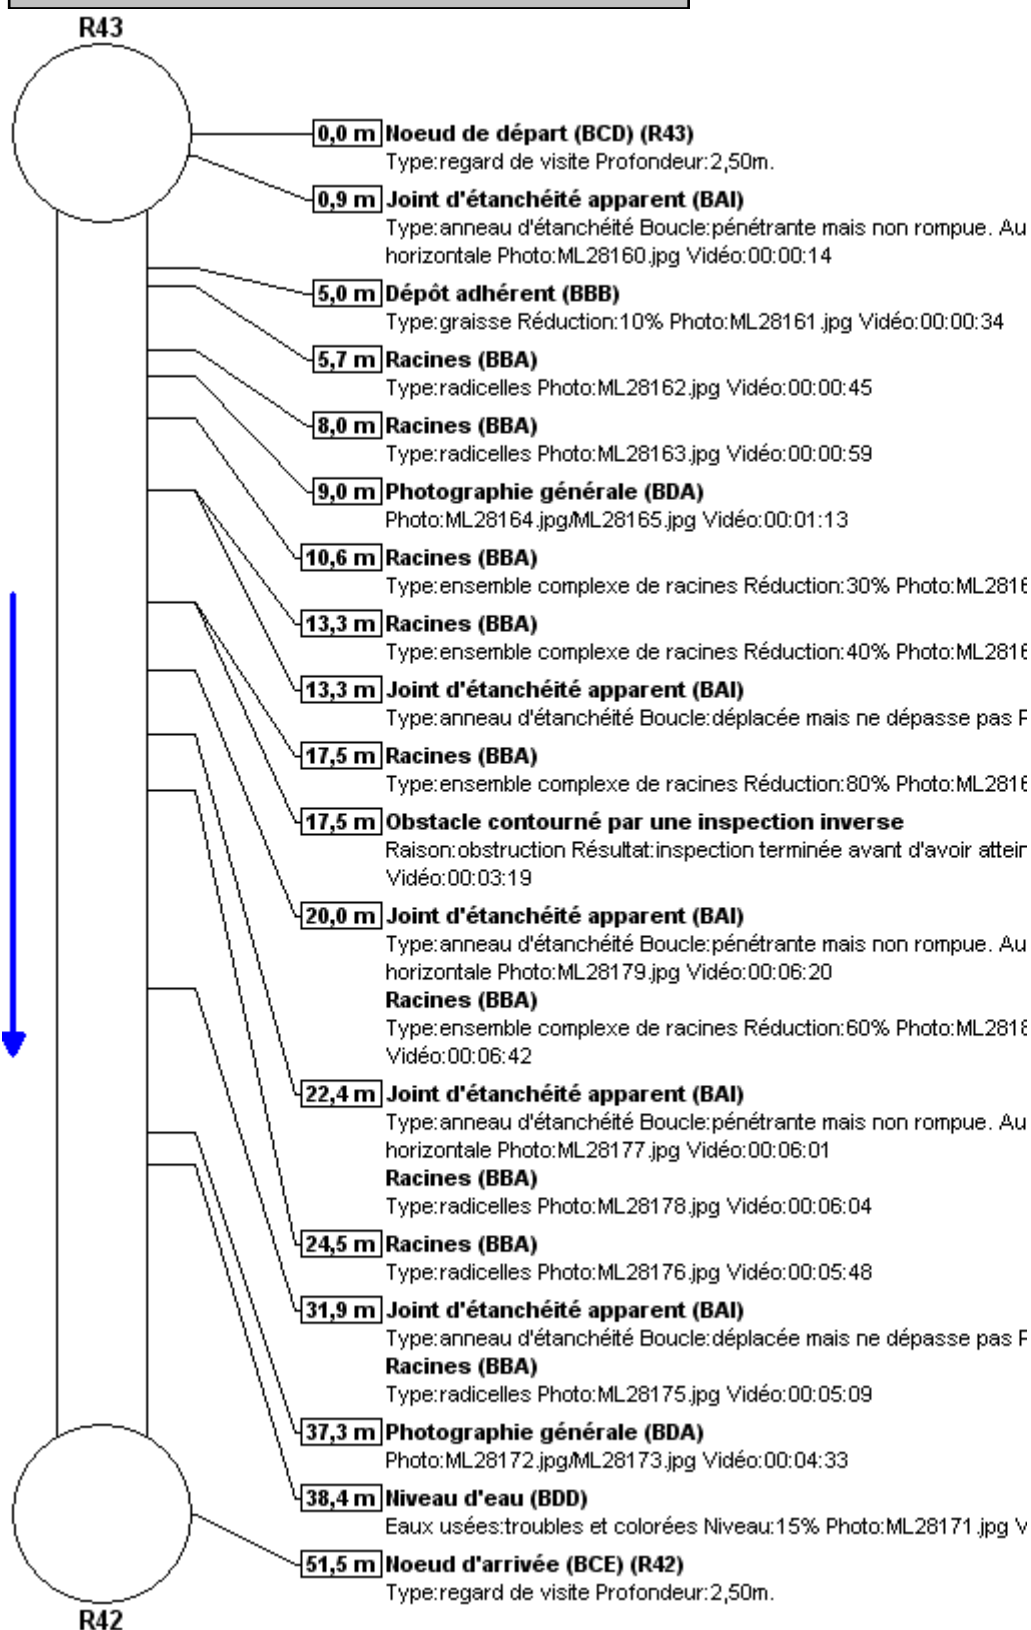 R43
0,0 m Noeud de départ (BCD) (R43)
Type:regard de visite Profondeur:2,50m.
0,9 m Joint d'étanchéité apparent (BAI)
Type:anneau d'étanchéité Boucle:pénétrante mais non rompue. Au
horizontale Photo:ML28160.jpg Vidéo:00:00:14
5,0 m Dépôt adhérent (BBB)
Type:graisse Réduction:10% Photo:ML28161.jpg Vidéo:00:00:34
5,7 m Racines (BBA)
Type:radicelles Photo:ML28162.jpg Vidéo:00:00:45
8,0 m Racines (BBA)
Type:radicelles Photo:ML28163.jpg Vidéo:00:00:59
9,0 m Photographie générale (BDA)
Photo:ML28164.jpg/ML28165.jpg Vidéo:00:01:13
10,6 m Racines (BBA)
Type:ensemble complexe de racines Réduction:30% Photo:ML2816
13,3 m Racines (BBA)
Type:ensemble complexe de racines Réduction:40% Photo:ML2816
13,3 m Joint d'étanchéité apparent (BAI)
Type:anneau d'étanchéité Boucle:déplacée mais ne dépasse pas P
17,5 m Racines (BBA)
Type:ensemble complexe de racines Réduction:80% Photo:ML2816
17,5 m Obstacle contourné par une inspection inverse
Raison:obstruction Résultat:inspection terminée avant d'avoir attein
Vidéo:00:03:19
20,0 m Joint d'étanchéité apparent (BAI)
Type:anneau d'étanchéité Boucle:pénétrante mais non rompue. Au
horizontale Photo:ML28179.jpg Vidéo:00:06:20
Racines (BBA)
Type:ensemble complexe de racines Réduction:60% Photo:ML2818
Vidéo:00:06:42
22,4 m Joint d'étanchéité apparent (BAI)
Type:anneau d'étanchéité Boucle:pénétrante mais non rompue. Au
horizontale Photo:ML28177.jpg Vidéo:00:06:01
Racines (BBA)
Type:radicelles Photo:ML28178.jpg Vidéo:00:06:04
24,5 m Racines (BBA)
Type:radicelles Photo:ML28176.jpg Vidéo:00:05:48
31,9 m Joint d'étanchéité apparent (BAI)
Type:anneau d'étanchéité Boucle:déplacée mais ne dépasse pas P
Racines (BBA)
Type:radicelles Photo:ML28175.jpg Vidéo:00:05:09
37,3 m Photographie générale (BDA)
Photo:ML28172.jpg/ML28173.jpg Vidéo:00:04:33
38,4 m Niveau d'eau (BDD)
Eaux usées:troubles et colorées Niveau:15% Photo:ML28171.jpg V
51,5 m Noeud d'arrivée (BCE) (R42)
Type:regard de visite Profondeur:2,50m.
R42